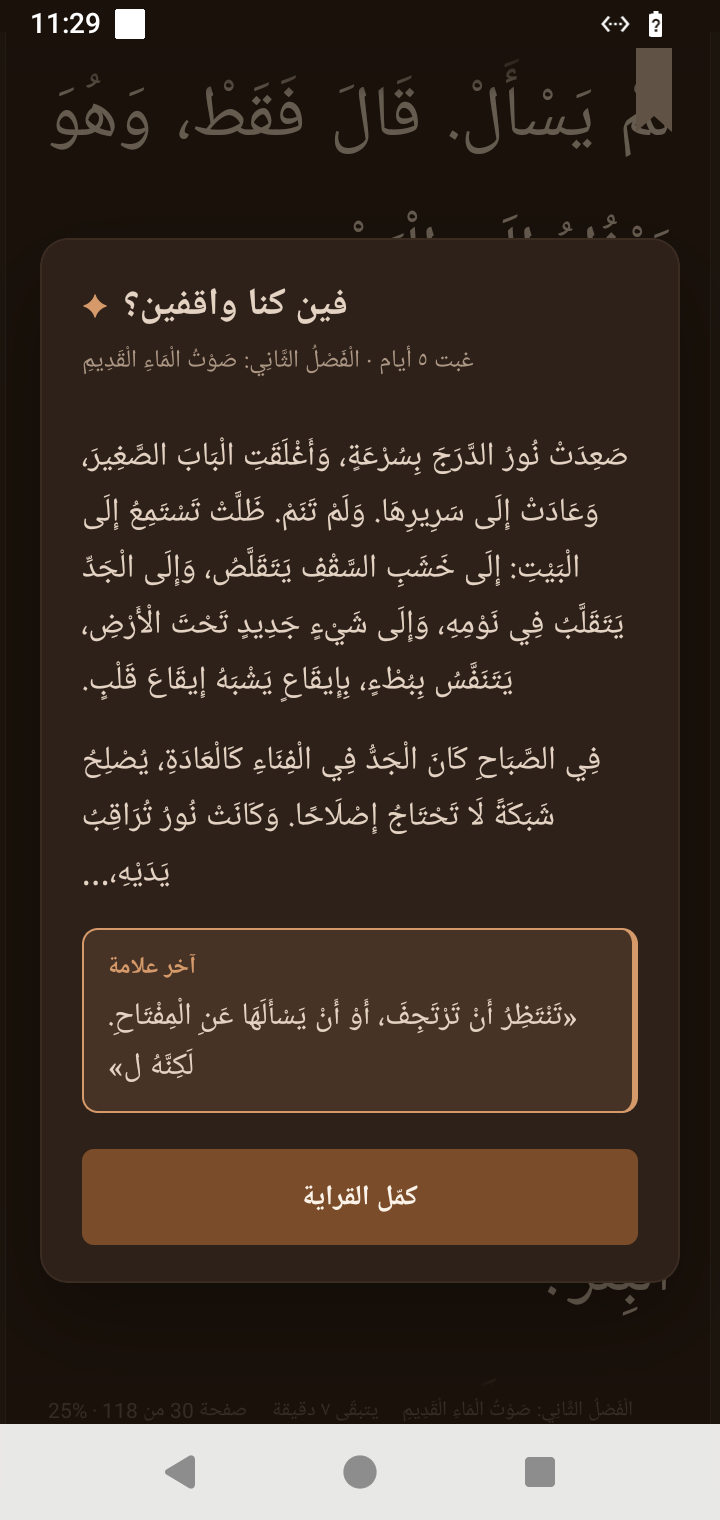 11:29
لَمْ يَسْأَلْ. قَالَ فَقَطْ، وَهُوَ
فين كنا واقفين؟
غبت ٥ أيام · الْفَصْلُ الثَّانِي: صَوْتُ الْمَاءِ الْقَدِيمِ
صَعِدَتْ نُورُ الدَّرَجَ بِسُرْعَةٍ، وَأَغْلَقَتِ الْبَابَ الصَّغِيرَ،
وَعَادَتْ إِلَى سَرِيرِهَا. وَلَمْ تَنَمْ. ظَلَّتْ تَسْتَمِعُ إِلَى
الْبَيْتِ: إِلَى خَشَبِ السَّقْفِ يَتَقَلَّصُ، وَإِلَى الْجَدِّ
يَتَقَلَّبُ فِي نَوْمِهِ، وَإِلَى شَيْءٍ جَدِيدٍ تَحْتَ الْأَرْضِ،
يَتَنَفَّسُ بِبُطْءٍ، بِإِيقَاعٍ يَشْبَهُ إِيقَاعَ قَلْبٍ.
فِي الصَّبَاحِ كَانَ الْجَدُّ فِي الْفِنَاءِ كَالْعَادَةِ، يُصْلِحُ
شَبَكَةً لَا تَحْتَاجُ إِصْلَاحًا. وَكَانَتْ نُورُ تُرَاقِبُ
يَدَيْهِ،…
آخر علامة
«تَنْتَظِرُ أَنْ تَرْتَجِفَ، أَوْ أَنْ يَسْأَلَهَا عَنِ الْمِفْتَاحِ.
لَكِنَّهُ ل»
كمّل القراية
الْفَصْلُ الثَّانِي: صَوْتُ الْمَاءِ الْقَدِيمِ يتبقّى ٧ دقيقة صفحة 30 من 118 · 25%